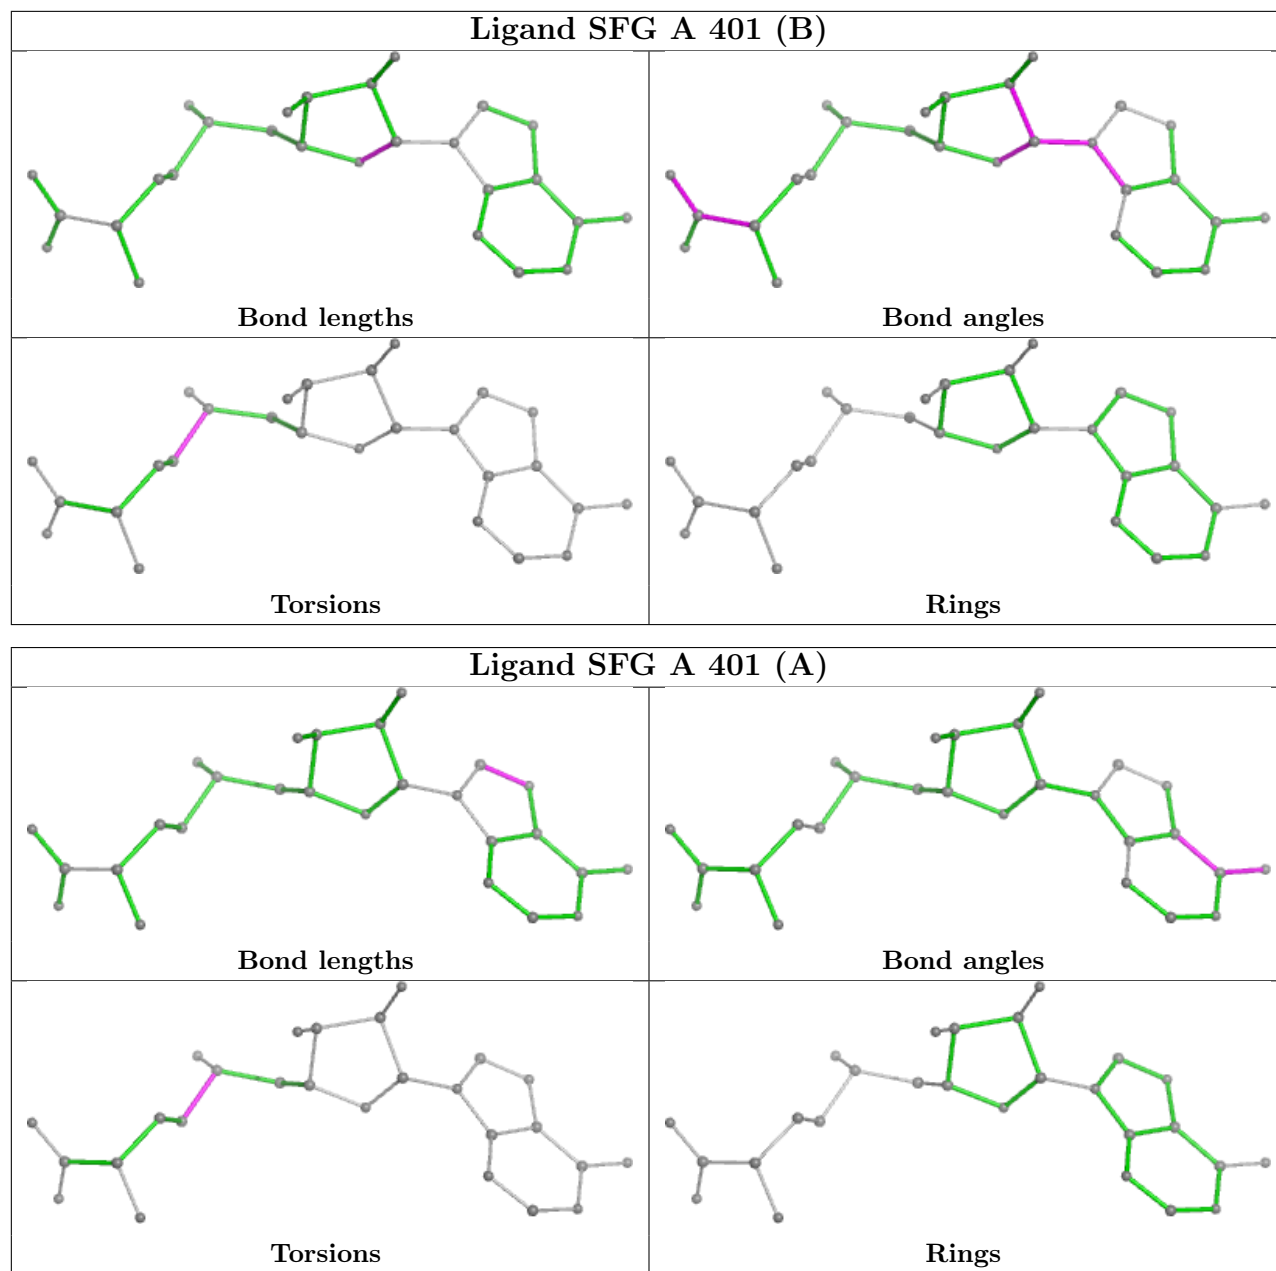 Ligand SFG A 401 (B)
Bond lengths
Bond angles
Torsions
Rings
Ligand SFG A 401 (A)
Bond lengths
Bond angles
Torsions
Rings